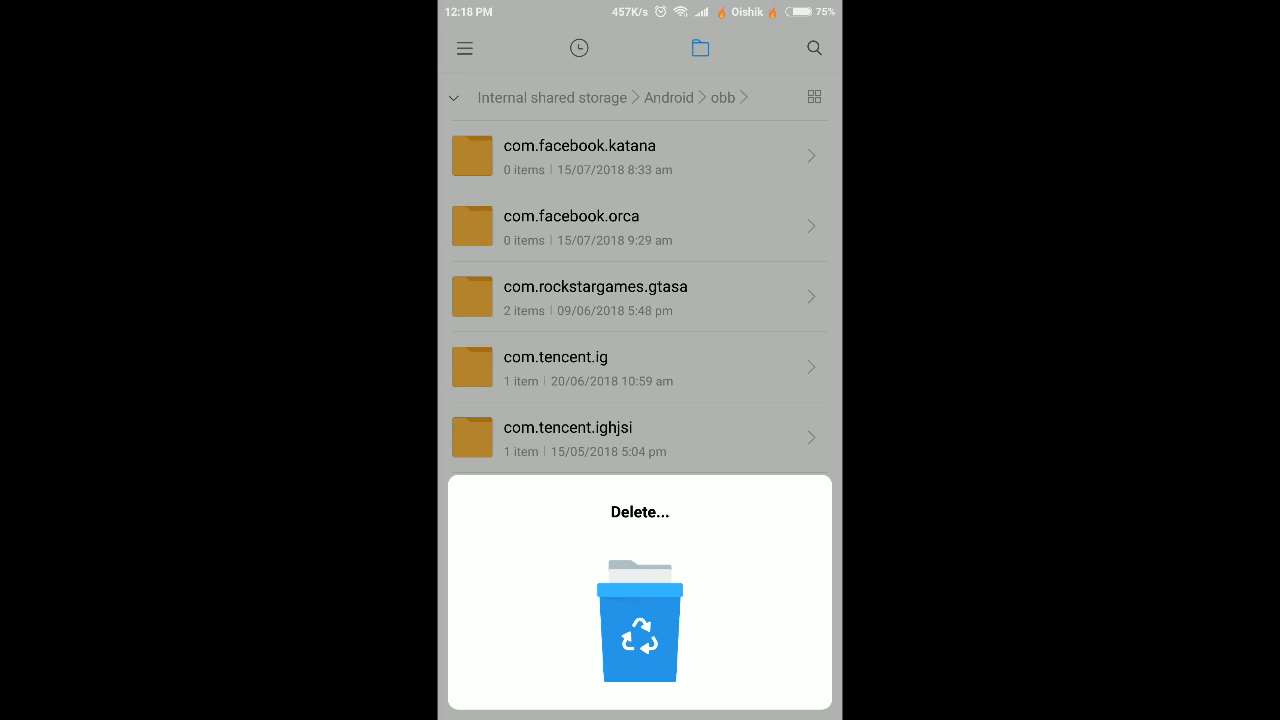 12:18 PM 457K/s 🔥 Oishik 🔥 75%
Internal shared storage > Android > obb >
com.facebook.katana
0 items | 15/07/2018 8:33 am
com.facebook.orca
0 items | 15/07/2018 9:29 am
com.rockstargames.gtasa
2 items | 09/06/2018 5:48 pm
com.tencent.ig
1 item | 20/06/2018 10:59 am
com.tencent.ighjsi
1 item | 15/05/2018 5:04 pm
Delete...